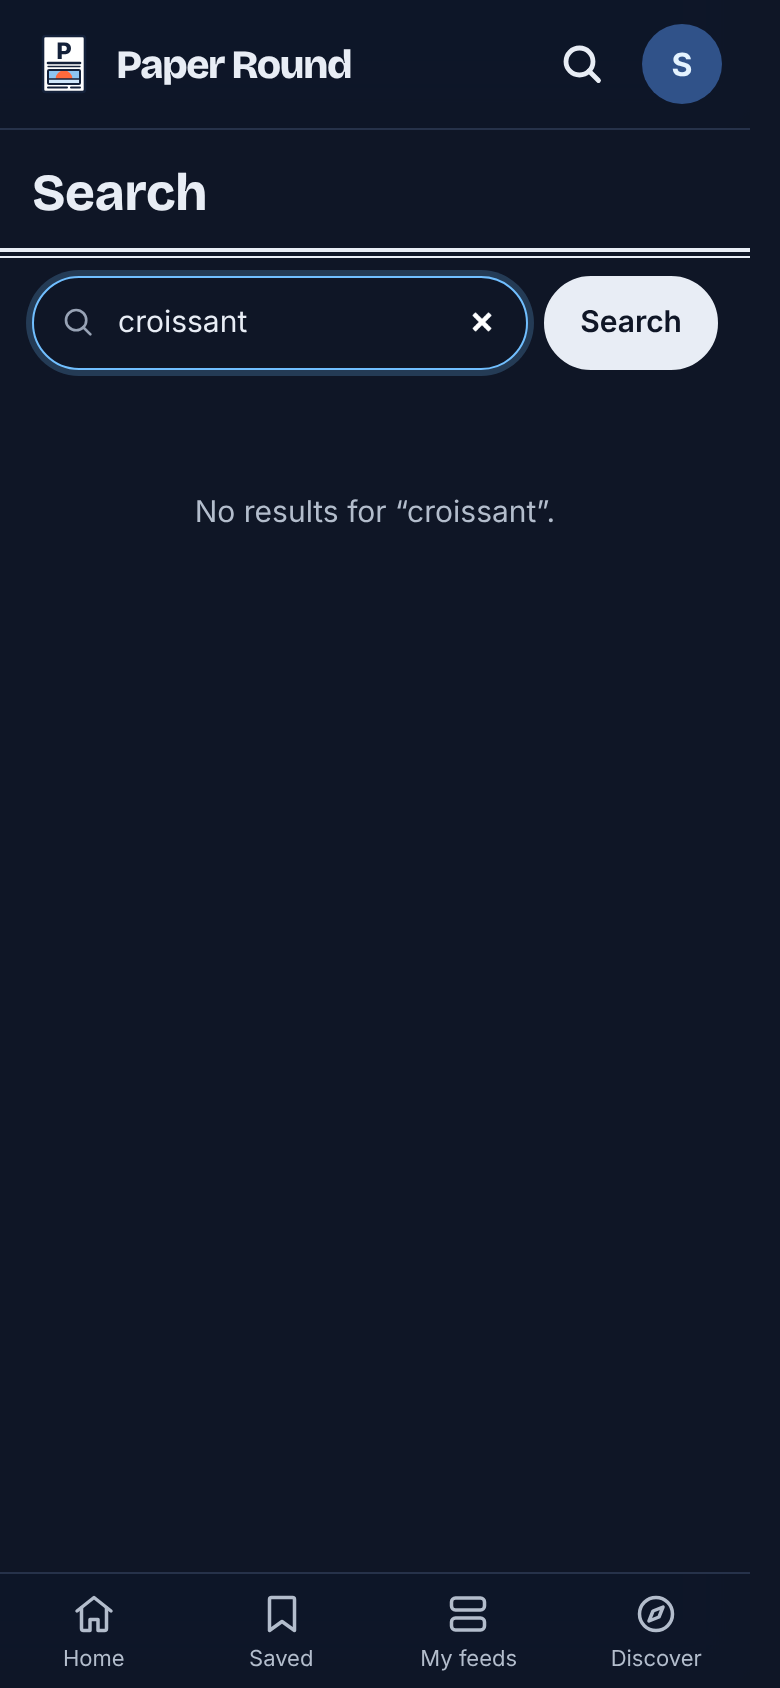 P
Paper Round
S
Search
croissant
Search
No results for “croissant”.
Home
Saved
My feeds
Discover